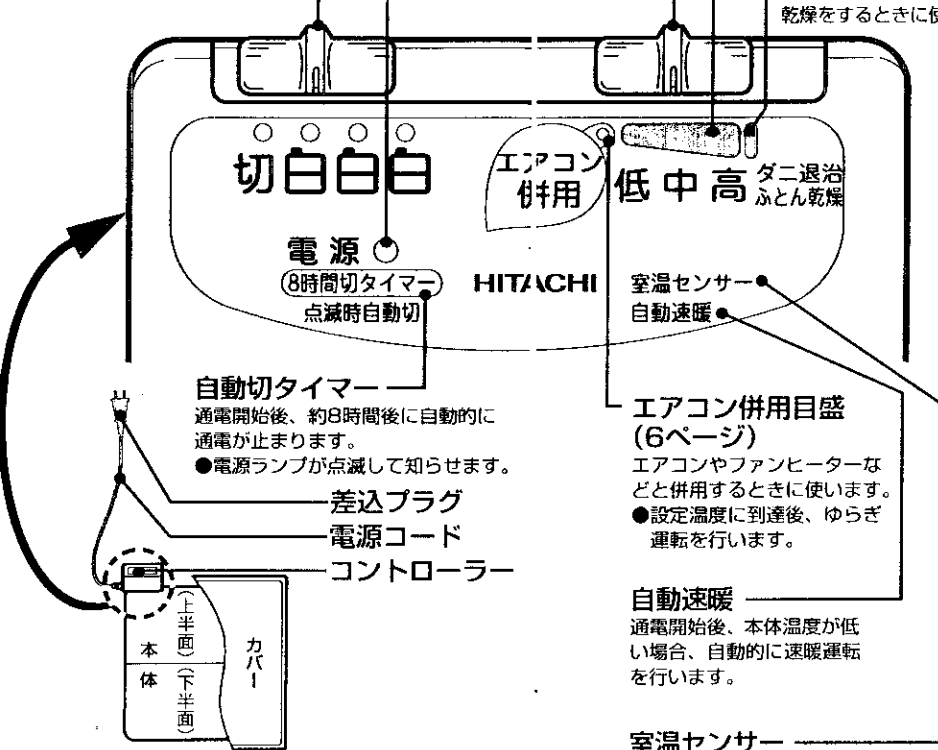 乾燥をするときに使
切
エアコン
併用
低 中 高
ダニ退治
ふとん乾燥
電源
8時間切タイマー
点滅時自動切
HITACHI
室温センサー
自動速暖
自動切タイマー
通電開始後、約8時間後に自動的に
通電が止まります。
●電源ランプが点滅して知らせます。
差込プラグ
電源コード
コントローラー
本体
(上半面)
(下半面)
カバー
エアコン併用目盛
(6ページ)
エアコンやファンヒーターな
どと併用するときに使います。
●設定温度に到達後、ゆらぎ
運転を行います。
自動速暖
通電開始後、本体温度が低
い場合、自動的に速暖運転
を行います。
室温センサー